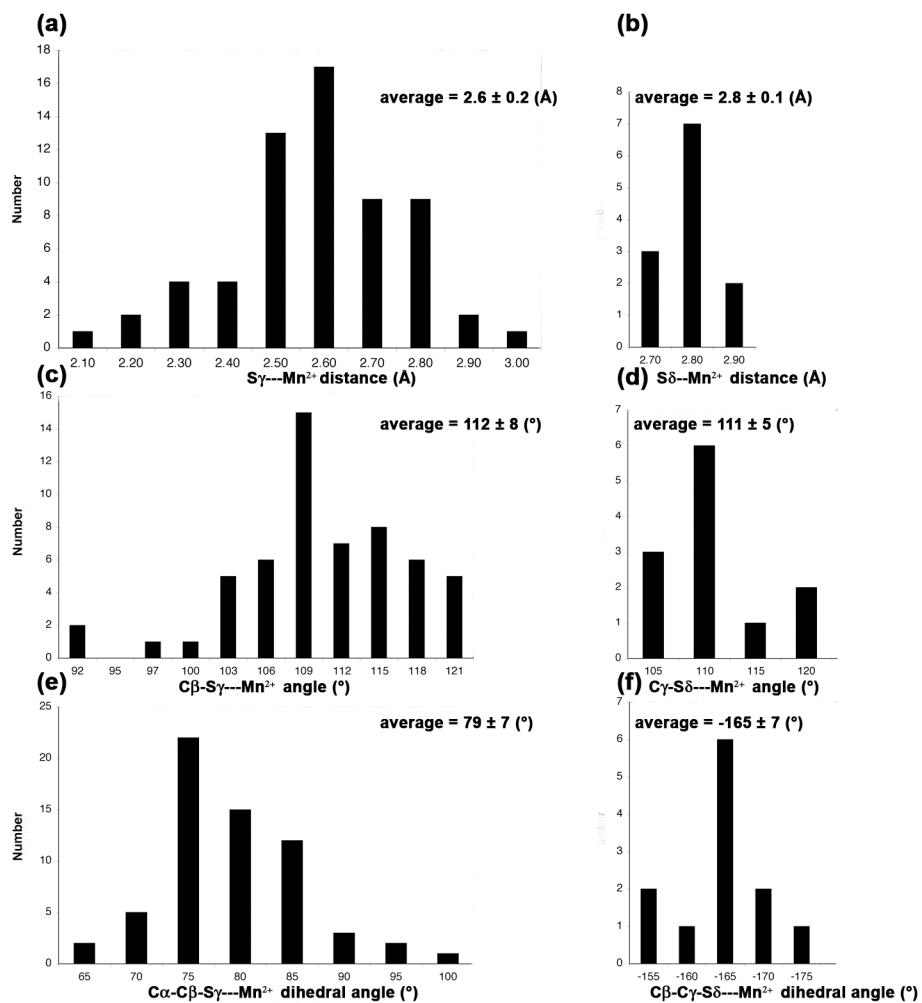 (a)
18
16
14
12
10
8
6
4
2
0
Number
average = 2.6 ± 0.2 (Å)
2.10 2.20 2.30 2.40 2.50 2.60 2.70 2.80 2.90 3.00
Sγ---Mn²⁺ distance (Å)
(b)
8
7
6
5
4
3
2
1
0
average = 2.8 ± 0.1 (Å)
2.70 2.80 2.90
Sδ--Mn²⁺ distance (Å)
(c)
16
14
12
10
8
6
4
2
0
Number
average = 112 ± 8 (°)
92 95 97 100 103 106 109 112 115 118 121
Cβ-Sγ---Mn²⁺ angle (°)
(d)
7
6
5
4
3
2
1
0
average = 111 ± 5 (°)
105 110 115 120
Cγ-Sδ---Mn²⁺ angle (°)
(e)
25
20
15
10
5
0
Number
average = 79 ± 7 (°)
65 70 75 80 85 90 95 100
Cα-Cβ-Sγ---Mn²⁺ dihedral angle (°)
(f)
7
6
5
4
3
2
1
0
average = -165 ± 7 (°)
-155 -160 -165 -170 -175
Cβ-Cγ-Sδ---Mn²⁺ dihedral angle (°)